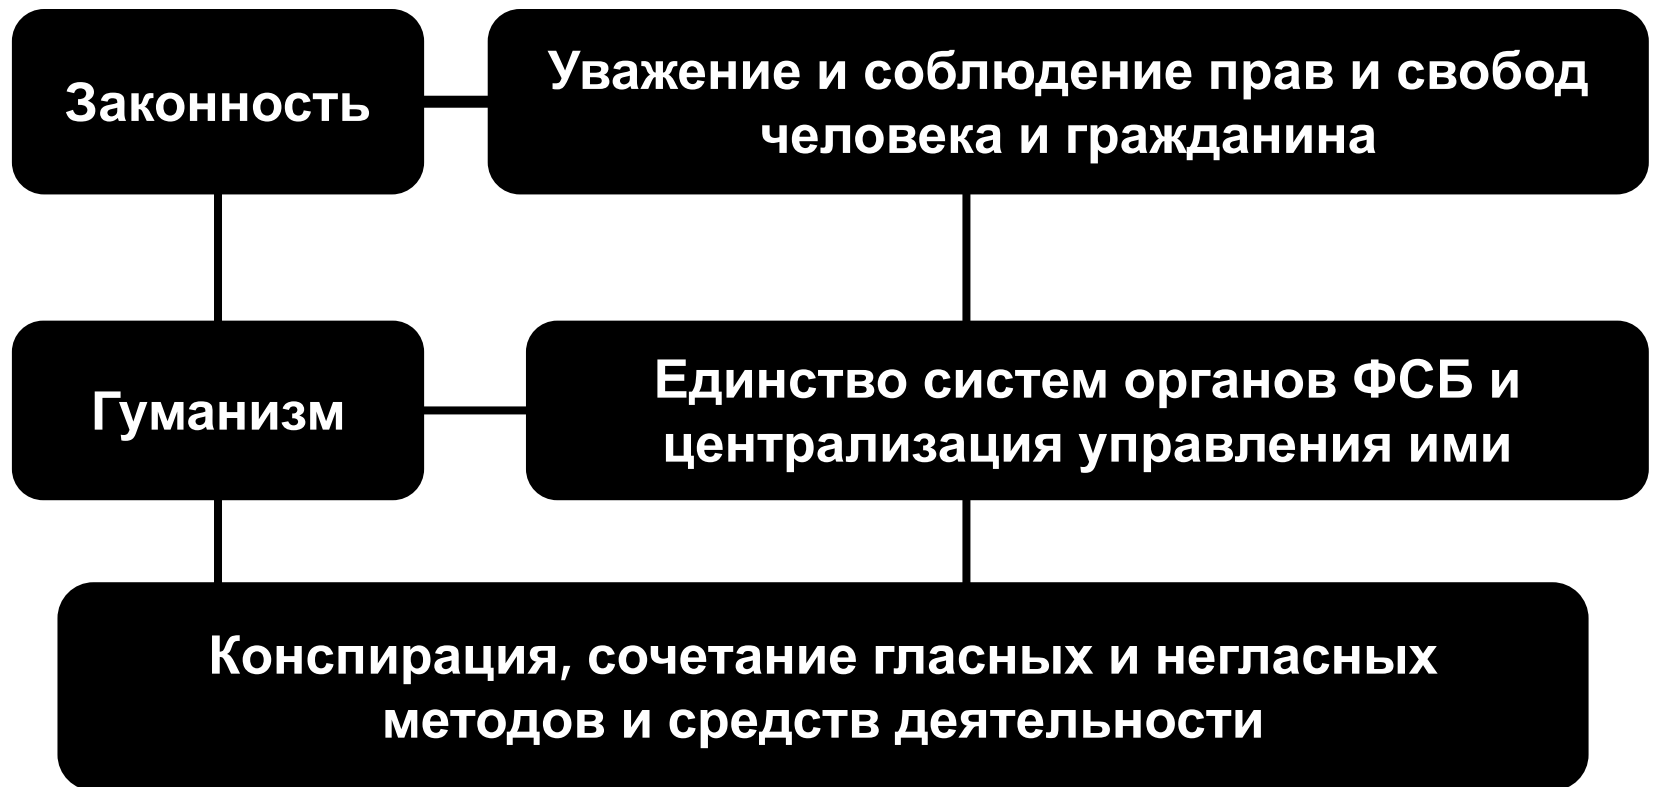 Законность
Уважение и соблюдение прав и свобод
человека и гражданина
Гуманизм
Единство систем органов ФСБ и
централизация управления ими
Конспирация, сочетание гласных и негласных
методов и средств деятельности